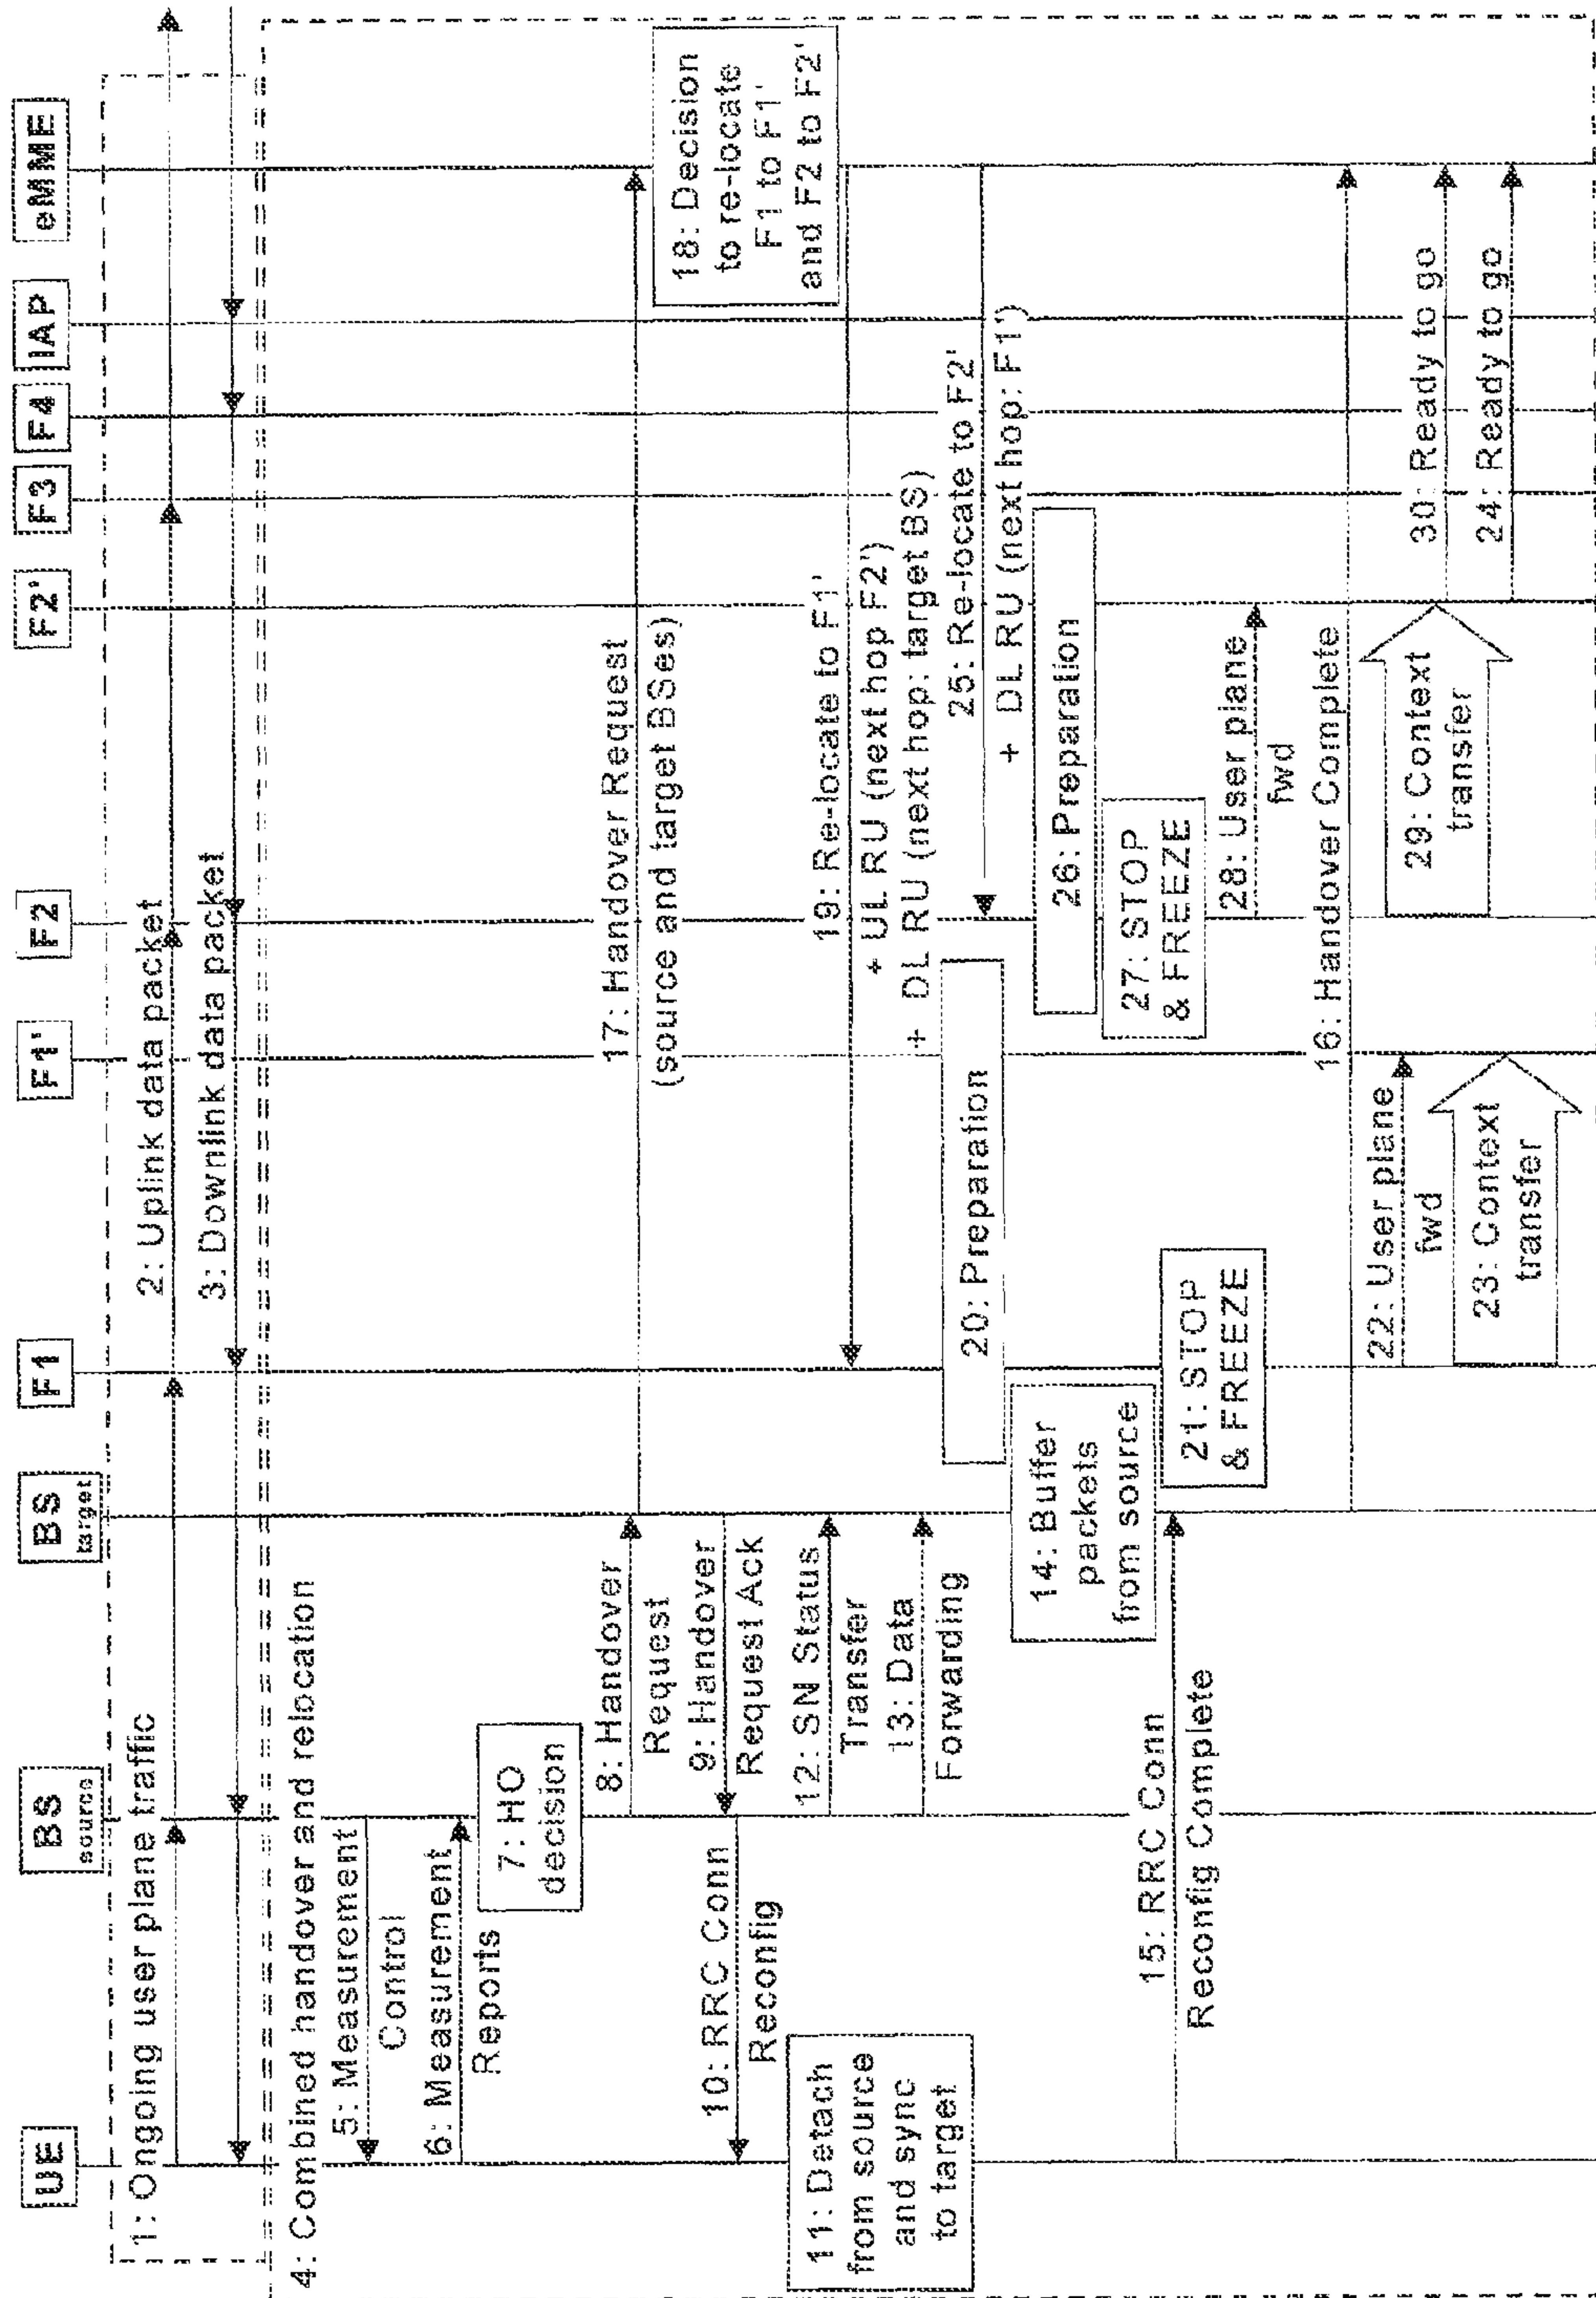 UE
BS
source
BS
target
F1
F1'
F2
F2'
F3
F4
IAP
eMME
1: Ongoing user plane traffic
2: Uplink data packet
3: Downlink data packet
4: Combined handover and relocation
5: Measurement
Control
6: Measurement
Reports
7: HO
decision
8: Handover
Request
17: Handover Request
(source and target BSes)
18: Decision
to re-locate
F1 to F1'
and F2 to F2'
9: Handover
Request Ack
10: RRC Conn
Reconfig
11: Detach
from source
and sync
to target
12: SN Status
Transfer
13: Data
Forwarding
19: Re-locate to F1'
+ UL RU (next hop F2')
+ DL RU (next hop: target BS)
20: Preparation
25: Re-locate to F2'
+ DL RU (next hop: F1')
14: Buffer
packets
from source
26: Preparation
27: STOP
& FREEZE
15: RRC Conn
Reconfig Complete
21: STOP
& FREEZE
28: User plane
fwd
16: Handover Complete
22: User plane
fwd
29: Context
transfer
30: Ready to go
23: Context
transfer
24: Ready to go